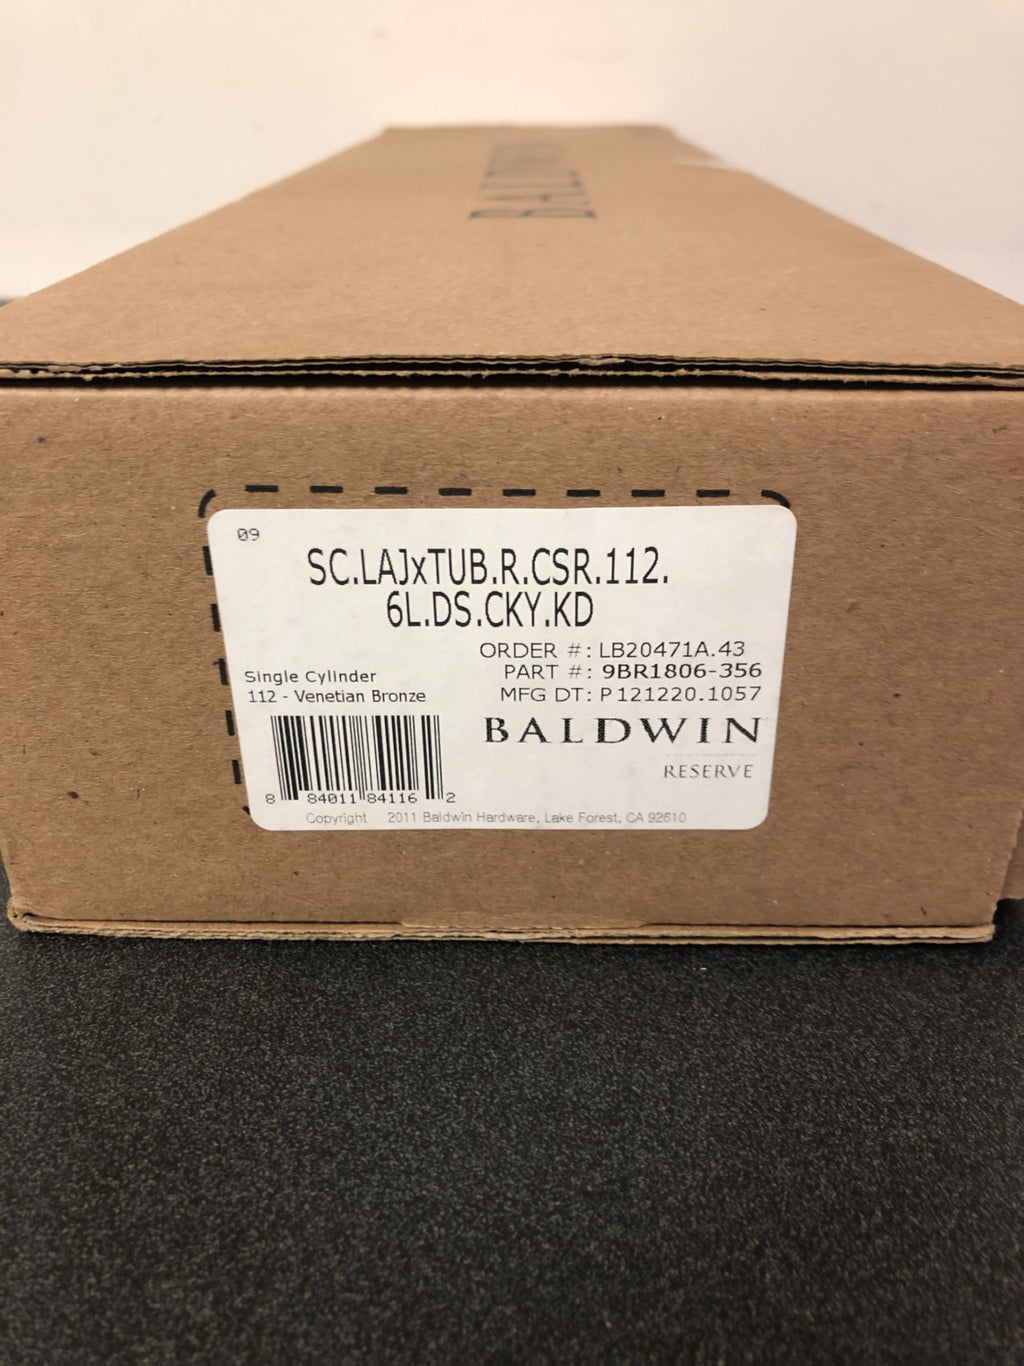 BALDWIN
09
SC.LAJxTUB.R.CSR.112.
6L.DS.CKY.KD
ORDER #: LB20471A.43
PART #: 9BR1806-356
MFG DT: P121220.1057
Single Cylinder
112 - Venetian Bronze
BALDWIN
RESERVE
8 84011 84116 2
Copyright 2011 Baldwin Hardware, Lake Forest, CA 92610